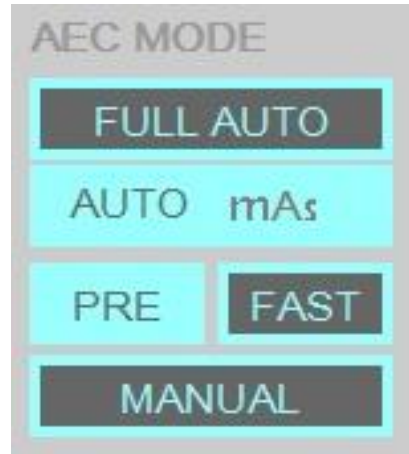 AEC MODE
FULL AUTO
AUTO mAs
PRE FAST
MANUAL